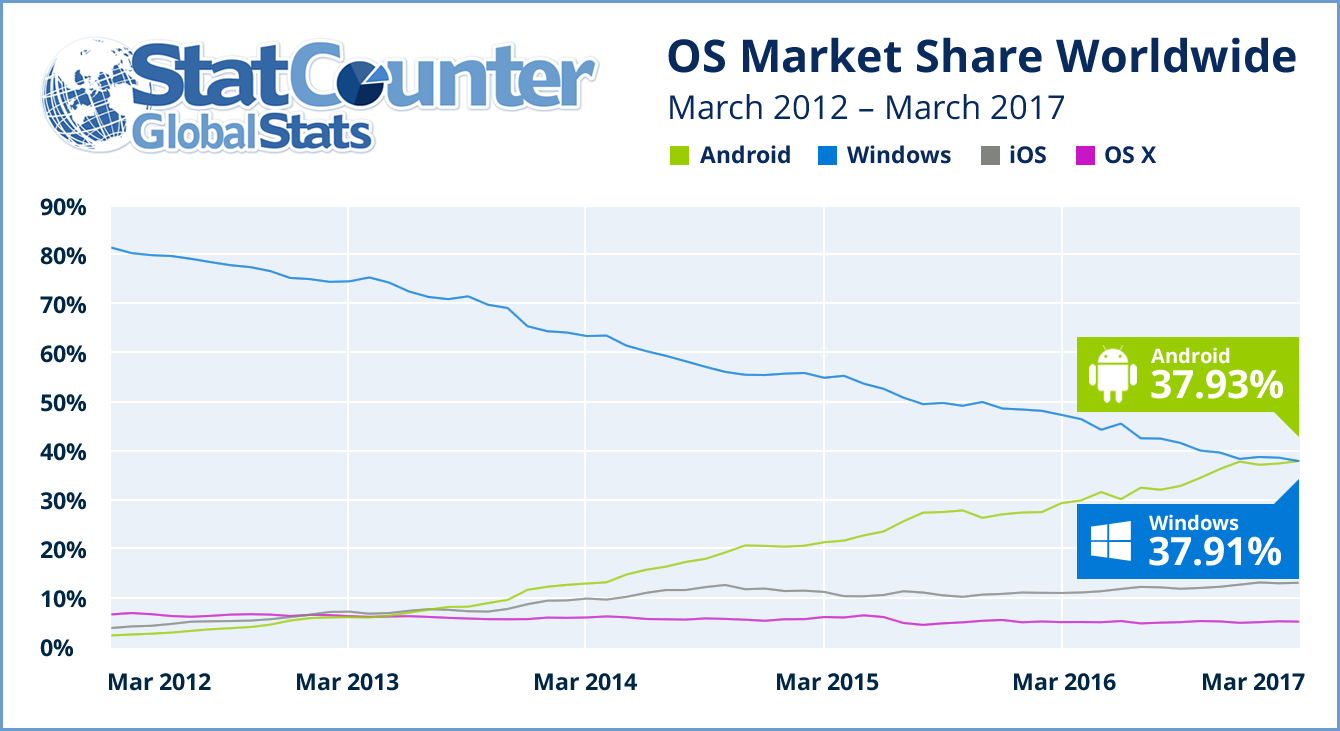 StatCounter
GlobalStats
OS Market Share Worldwide
March 2012 – March 2017
Android Windows iOS OS X
90%
80%
70%
60%
50%
40%
30%
20%
10%
0%
Android
37.93%
Windows
37.91%
Mar 2012 Mar 2013 Mar 2014 Mar 2015 Mar 2016 Mar 2017